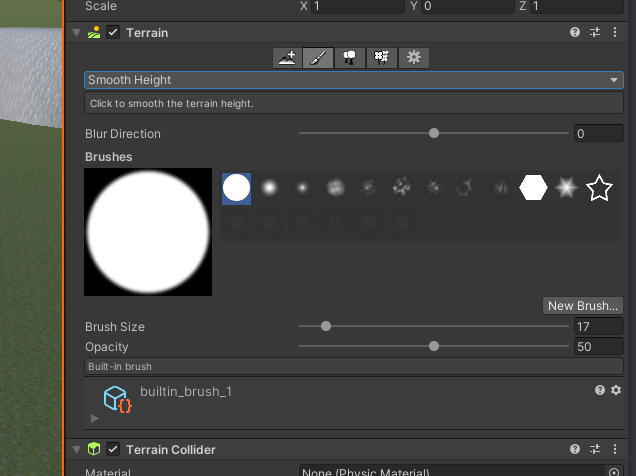 Scale X 1 Y 0 Z 1
Terrain
Smooth Height
Click to smooth the terrain height.
Blur Direction 0
Brushes
New Brush...
Brush Size 17
Opacity 50
Built-in brush
builtin_brush_1
Terrain Collider
Material None (Physic Material)